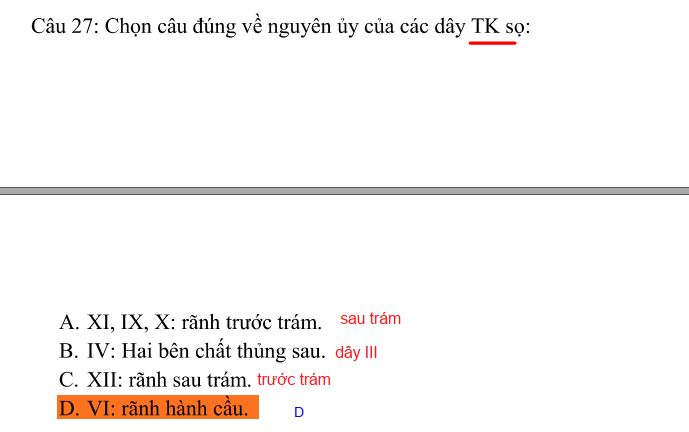 Câu 27: Chọn câu đúng về nguyên ủy của các dây TK sọ:
A. XI, IX, X: rãnh trước trám. sau trám
B. IV: Hai bên chất thủng sau. dây III
C. XII: rãnh sau trám. trước trám
D. VI: rãnh hành cầu. D